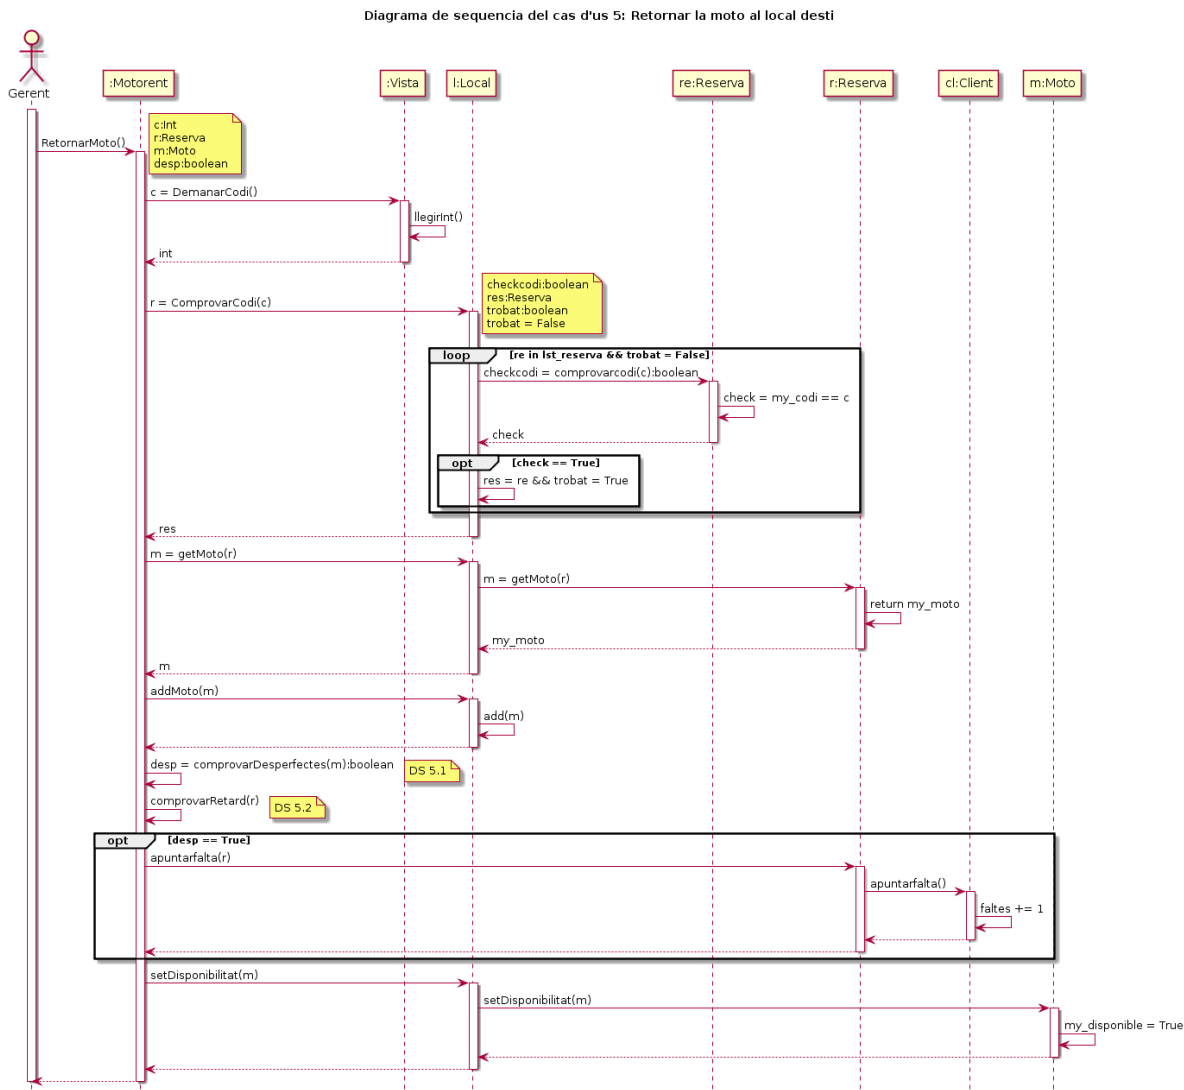 Diagrama de sequencia del cas d'us 5: Retornar la moto al local desti
Gerent
:Motorent
:Vista
l:Local
re:Reserva
r:Reserva
cl:Client
m:Moto
RetornarMoto()
c:Int
r:Reserva
m:Moto
desp:boolean
c = DemanarCodi()
llegirInt()
int
checkcodi:boolean
res:Reserva
trobat:boolean
trobat = False
r = ComprovarCodi(c)
loop
[re in lst_reserva && trobat = False]
checkcodi = comprovarcodi(c):boolean
check = my_codi == c
check
opt
[check == True]
res = re && trobat = True
res
m = getMoto(r)
m = getMoto(r)
return my_moto
my_moto
m
addMoto(m)
add(m)
desp = comprovarDesperfectes(m):boolean
DS 5.1
comprovarRetard(r)
DS 5.2
opt
[desp == True]
apuntarfalta(r)
apuntarfalta()
faltes += 1
setDisponibilitat(m)
setDisponibilitat(m)
my_disponible = True